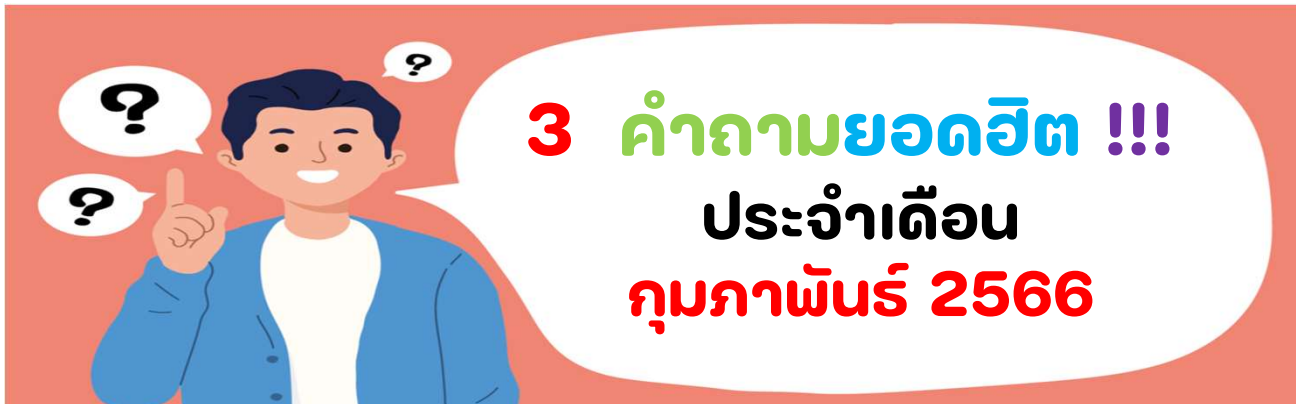 ?
?
?
3 คำถามยอดฮิต !!!
ประจำเดือน
กุมภาพันธ์ 2566